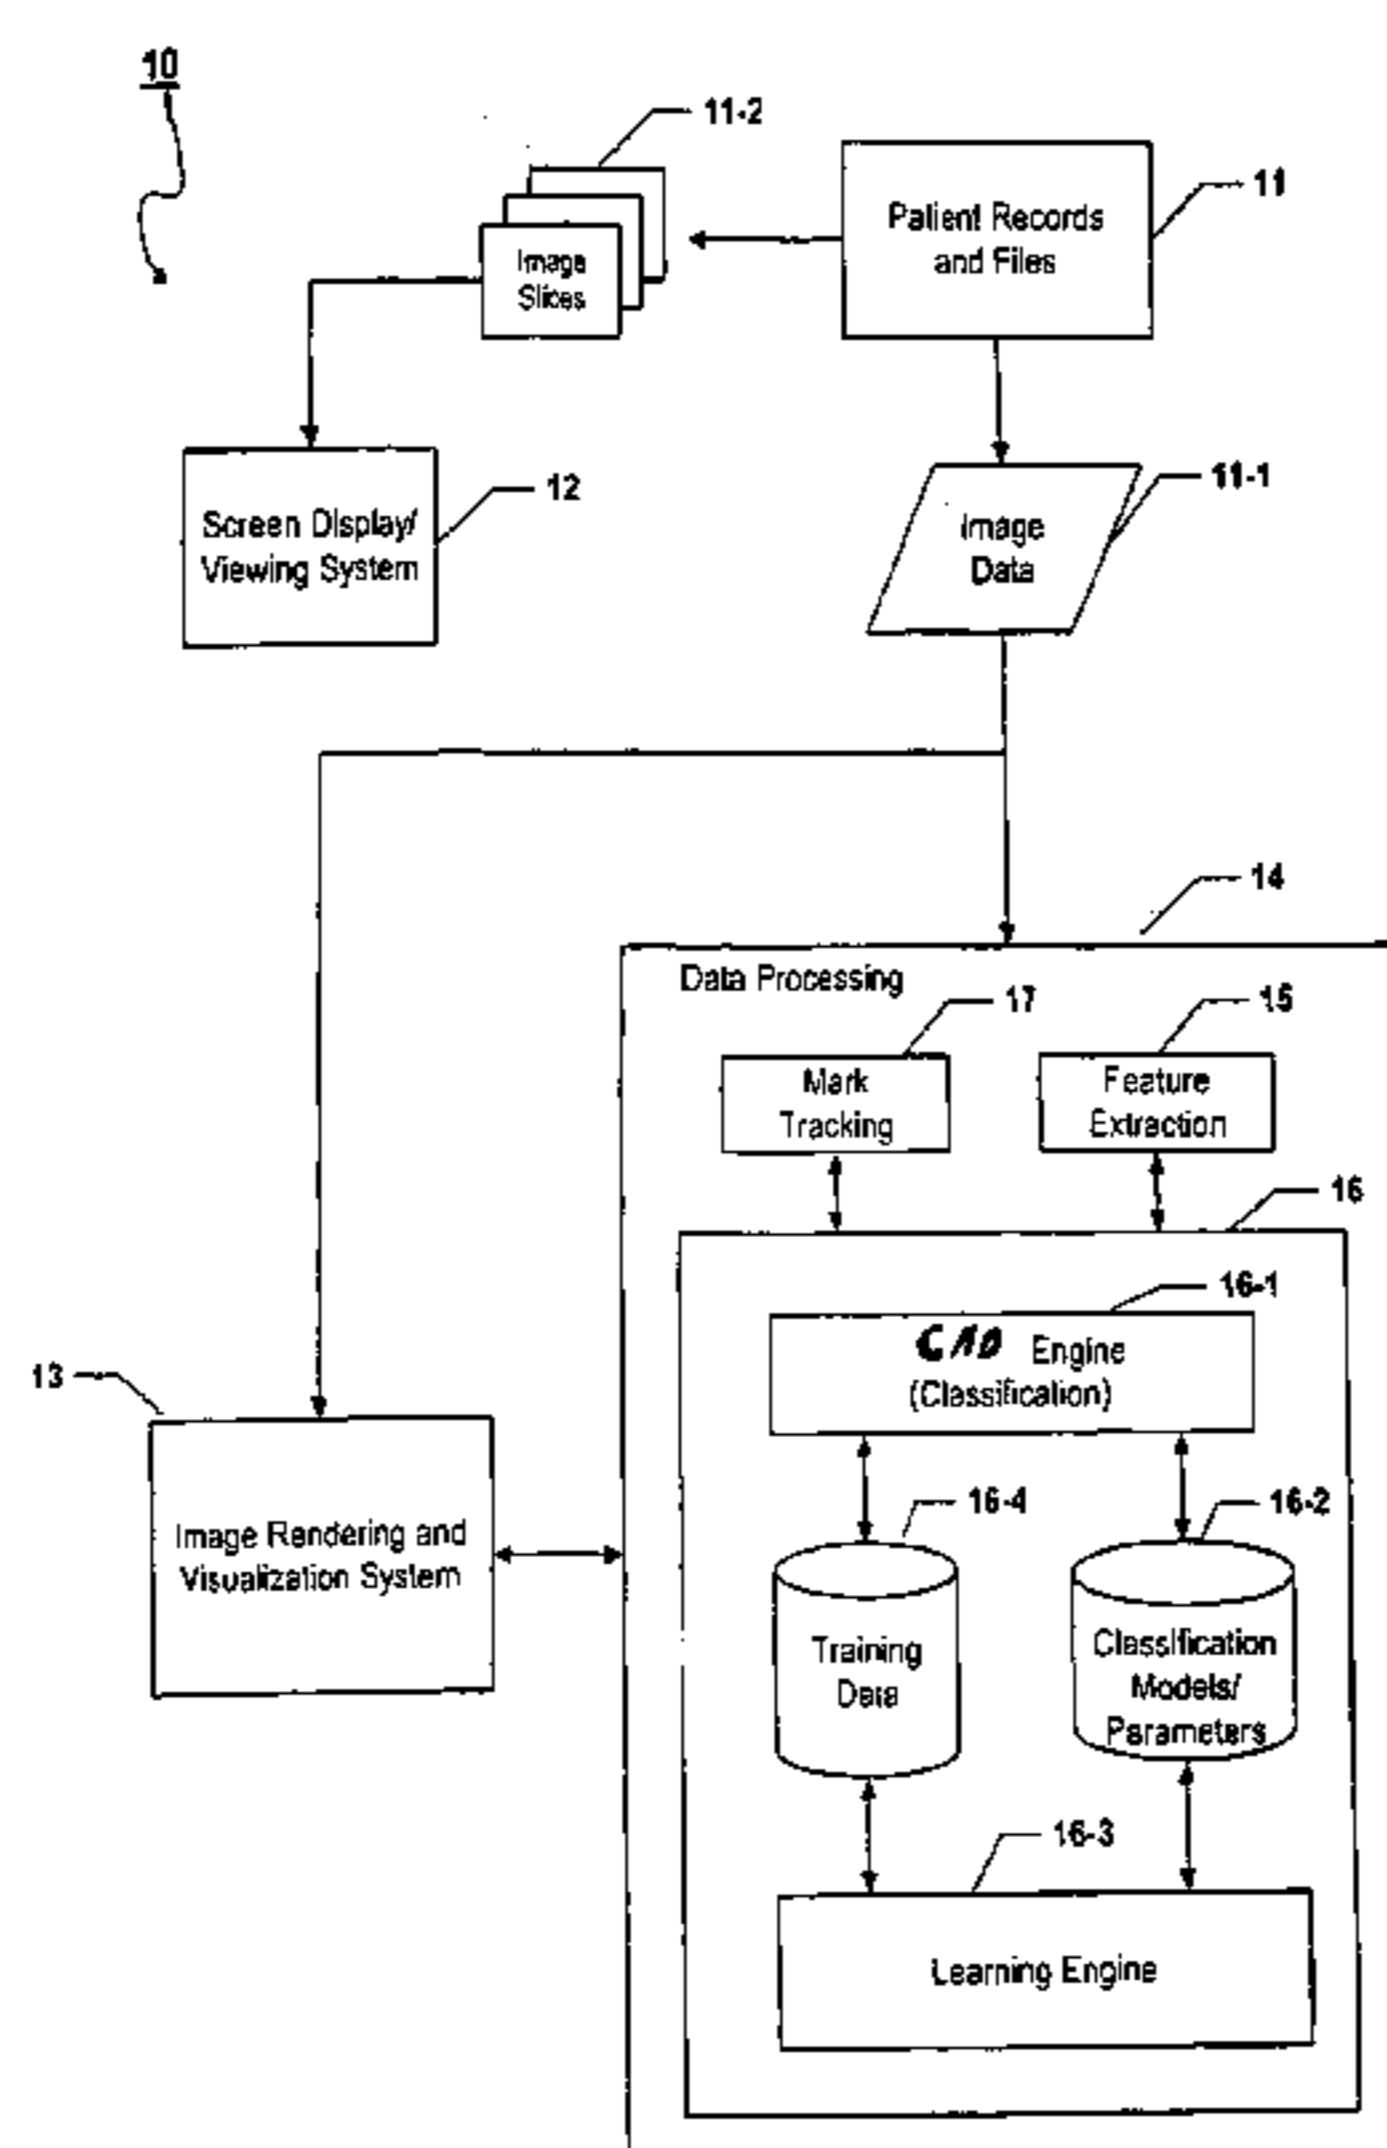 10
11-2
11
Patient Records
and Files
Image
Slices
12
Screen Display/
Viewing System
11-1
Image
Data
14
Data Processing
17
15
Mark
Tracking
Feature
Extraction
16
16-1
CAD Engine
(Classification)
13
16-4
16-2
Image Rendering and
Visualization System
Training
Data
Classification
Models/
Parameters
16-3
Learning Engine